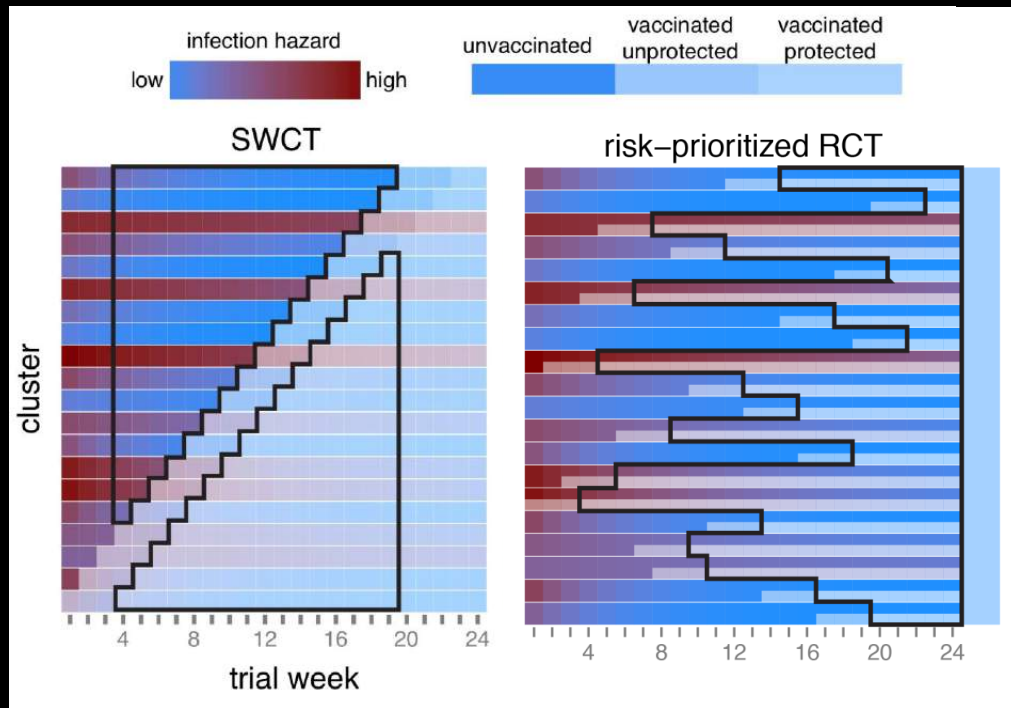 infection hazard
low high
unvaccinated
vaccinated
unprotected
vaccinated
protected
SWCT
risk−prioritized RCT
cluster
4 8 12 16 20 24
4 8 12 16 20 24
trial week